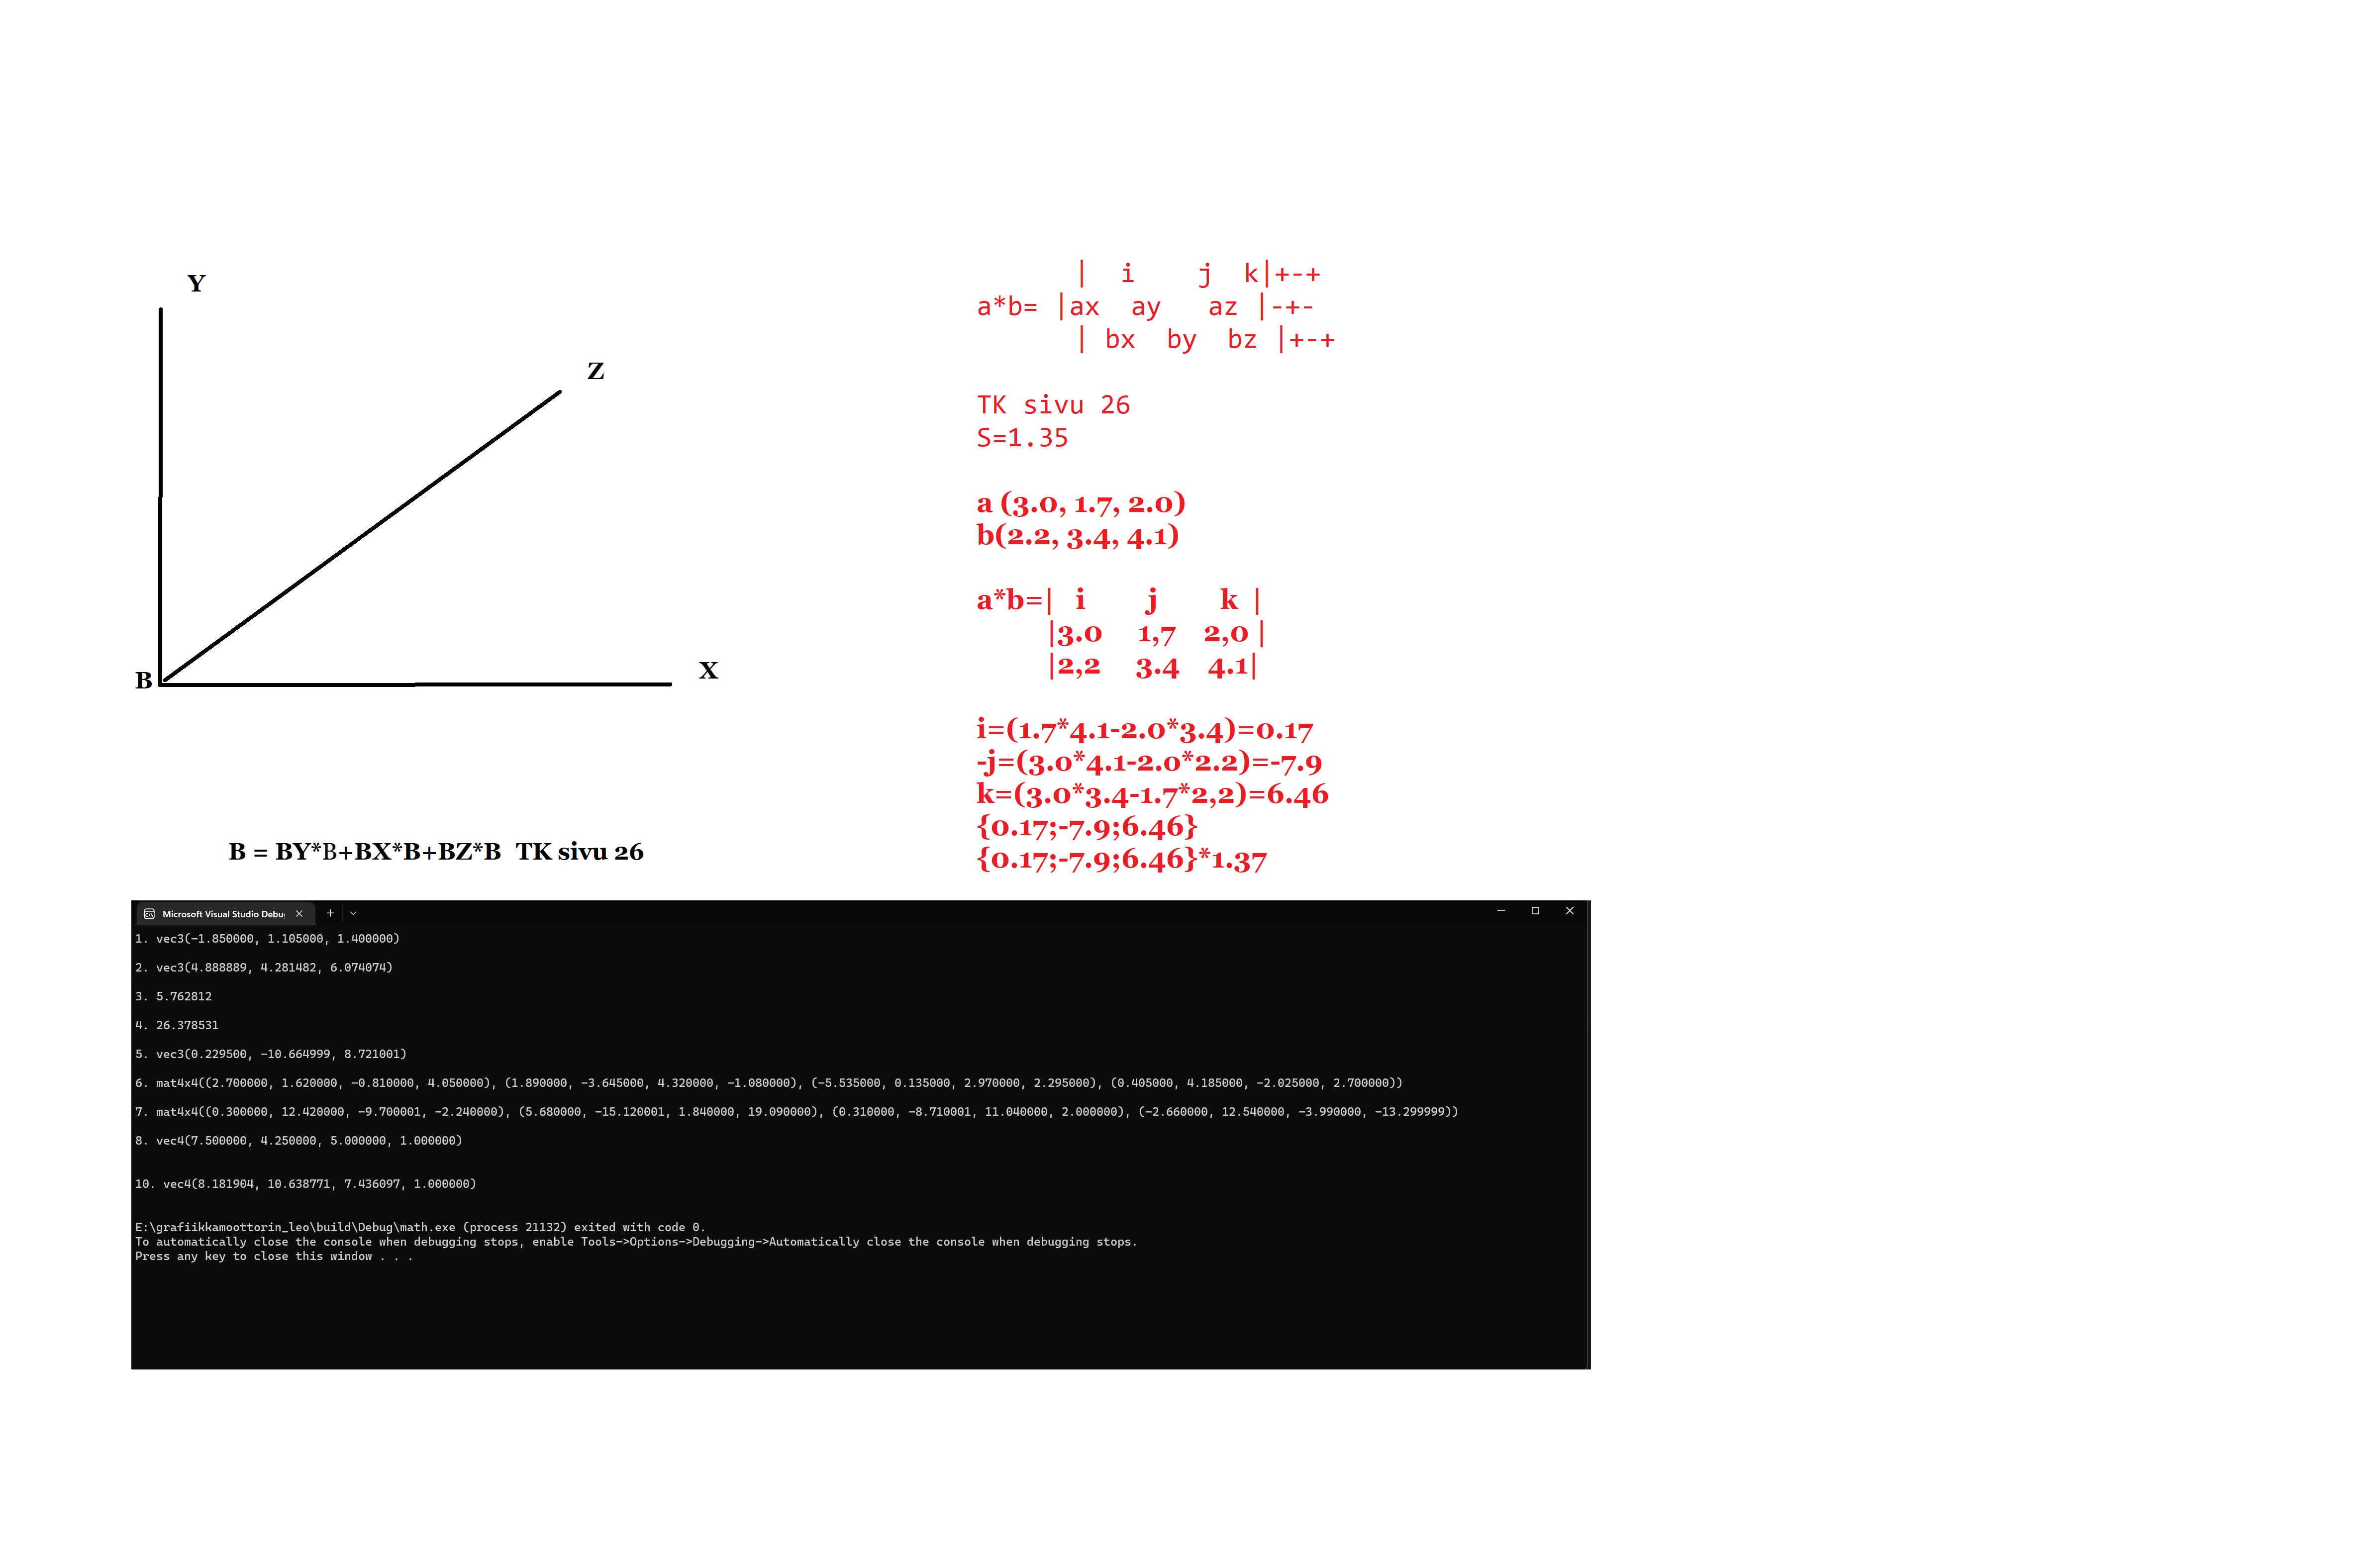 Y
Z
B
X
B = BY*B+BX*B+BZ*B  TK sivu 26
|  i    j  k|+-+
a*b= |ax  ay   az |-+-
| bx  by  bz |+-+
TK sivu 26
S=1.35
a (3.0, 1.7, 2.0)
b(2.2, 3.4, 4.1)
a*b=|  i  j  k  |
|3.0  1,7  2,0 |
|2,2  3.4  4.1|
i=(1.7*4.1-2.0*3.4)=0.17
-j=(3.0*4.1-2.0*2.2)=-7.9
k=(3.0*3.4-1.7*2,2)=6.46
{0.17;-7.9;6.46}
{0.17;-7.9;6.46}*1.37
Microsoft Visual Studio Debu
1. vec3(-1.850000, 1.105000, 1.400000)
2. vec3(4.888889, 4.281482, 6.074074)
3. 5.762812
4. 26.378531
5. vec3(0.229500, -10.664999, 8.721001)
6. mat4x4((2.700000, 1.620000, -0.810000, 4.050000), (1.890000, -3.645000, 4.320000, -1.080000), (-5.535000, 0.135000, 2.970000, 2.295000), (0.405000, 4.185000, -2.025000, 2.700000))
7. mat4x4((0.300000, 12.420000, -9.700001, -2.240000), (5.680000, -15.120001, 1.840000, 19.090000), (0.310000, -8.710001, 11.040000, 2.000000), (-2.660000, 12.540000, -3.990000, -13.299999))
8. vec4(7.500000, 4.250000, 5.000000, 1.000000)
10. vec4(8.181904, 10.638771, 7.436097, 1.000000)
E:\grafiikkamoottorin_leo\build\Debug\math.exe (process 21132) exited with code 0.
To automatically close the console when debugging stops, enable Tools->Options->Debugging->Automatically close the console when debugging stops.
Press any key to close this window . . .